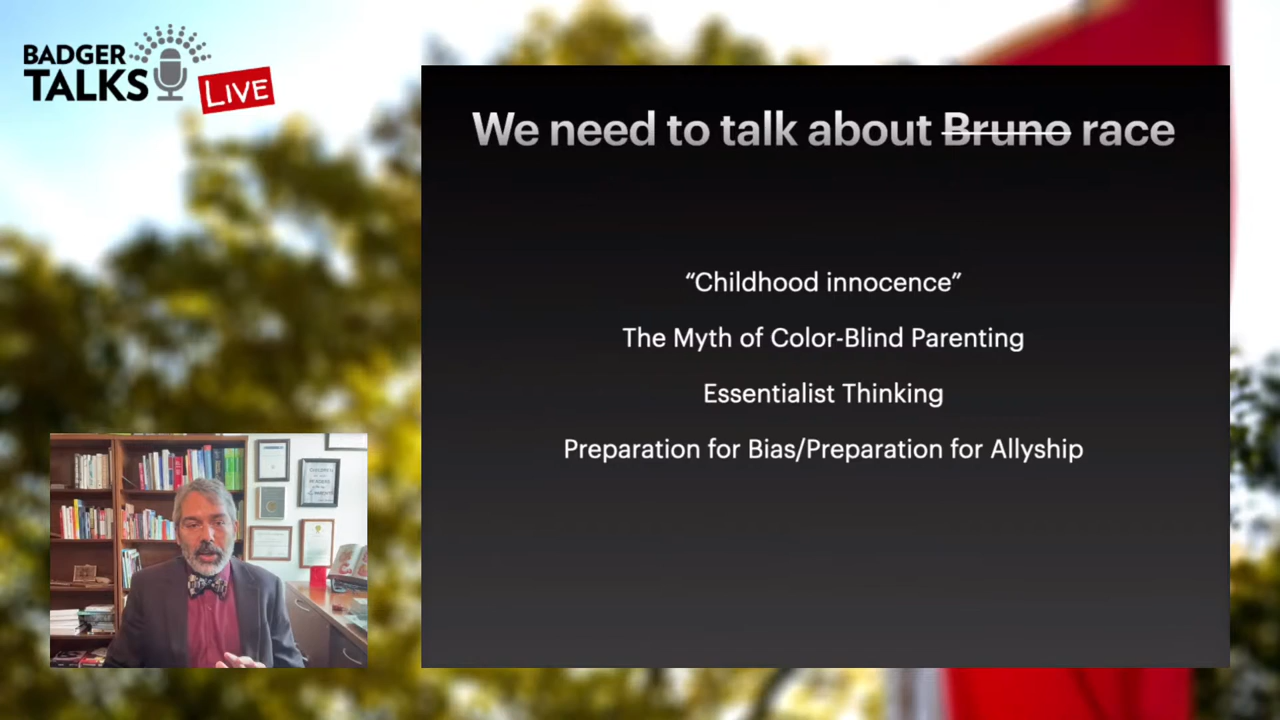 BADGER
TALKS
LIVE
We need to talk about Bruno race
“Childhood innocence”
The Myth of Color-Blind Parenting
Essentialist Thinking
Preparation for Bias/Preparation for Allyship